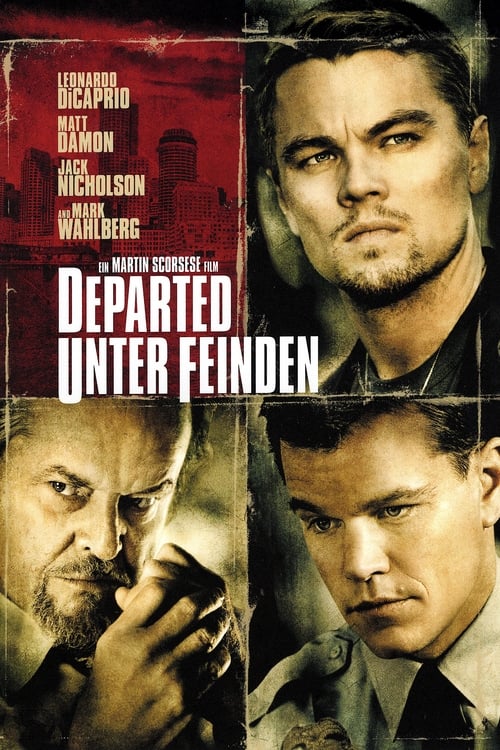 LEONARDO
DiCAPRIO
MATT
DAMON
JACK
NICHOLSON
AND MARK
WAHLBERG
EIN MARTIN SCORSESE FILM
DEPARTED
UNTER FEINDEN